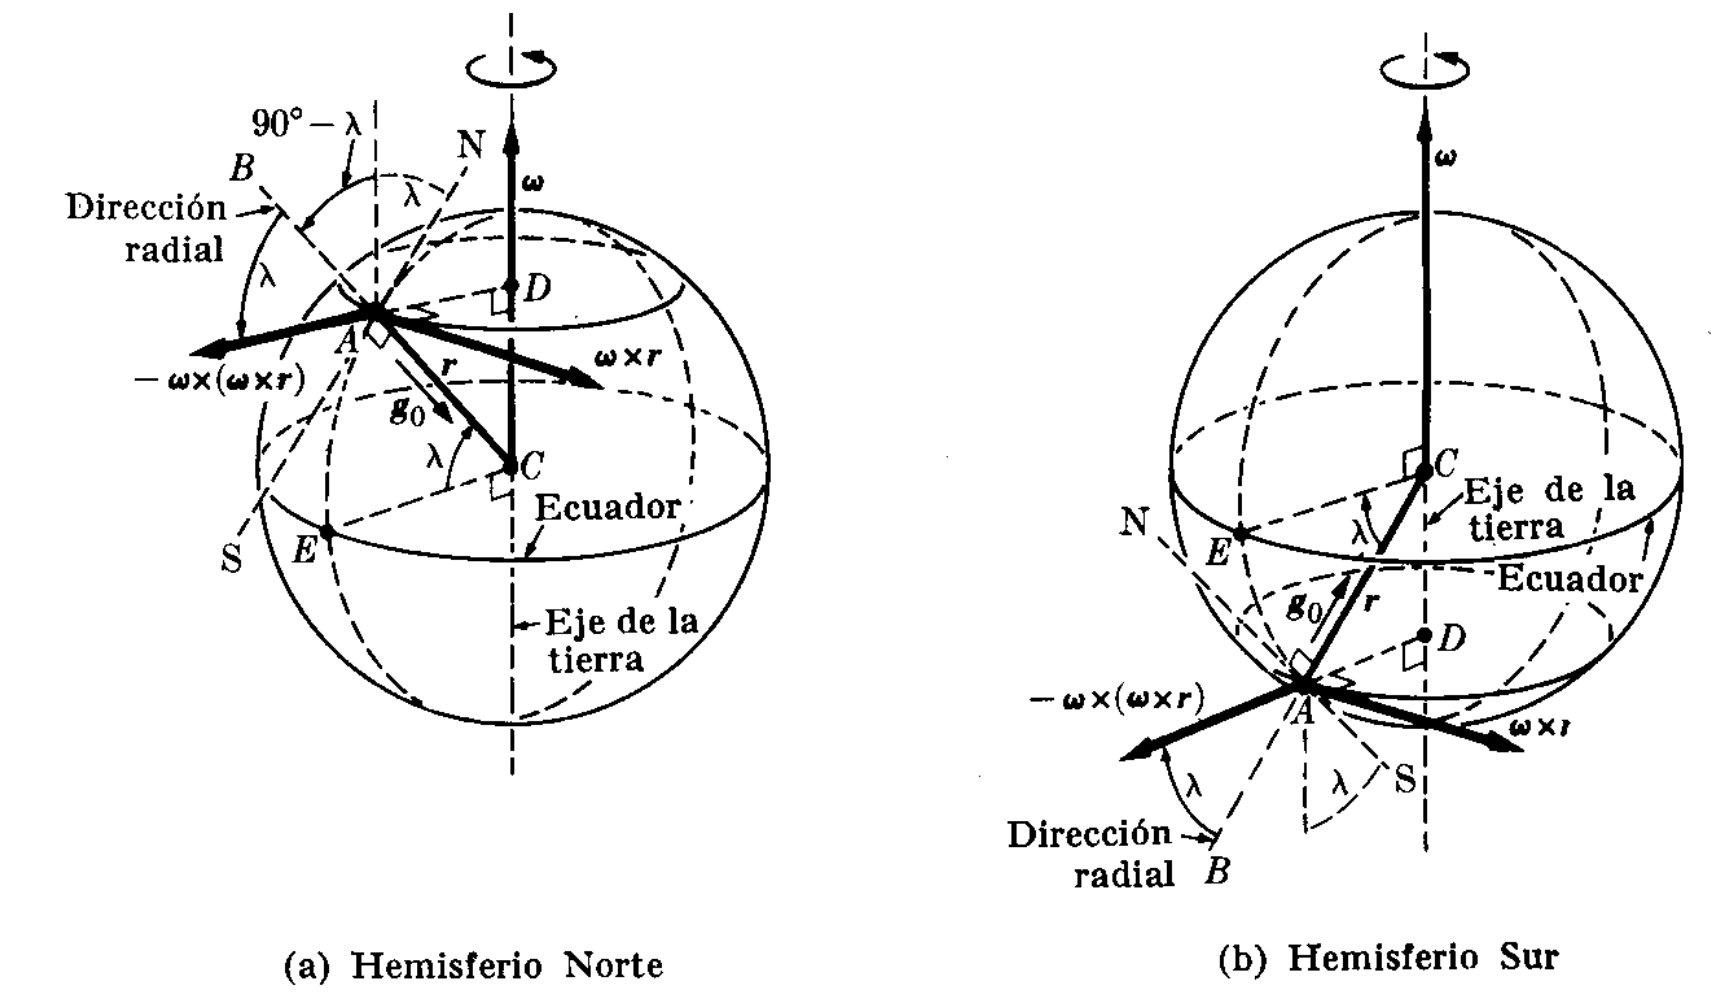 90° − λ
N
B
λ
ω
Dirección
radial
λ
D
A
r
ω×r
− ω×(ω×r)
g₀
λ
C
Ecuador
S
E
Eje de la
tierra
(a) Hemisferio Norte
ω
C
Eje de la
tierra
N
E
λ
Ecuador
g₀
r
D
− ω×(ω×r)
A
ω×r
λ
λ
S
Dirección
radial
B
(b) Hemisferio Sur